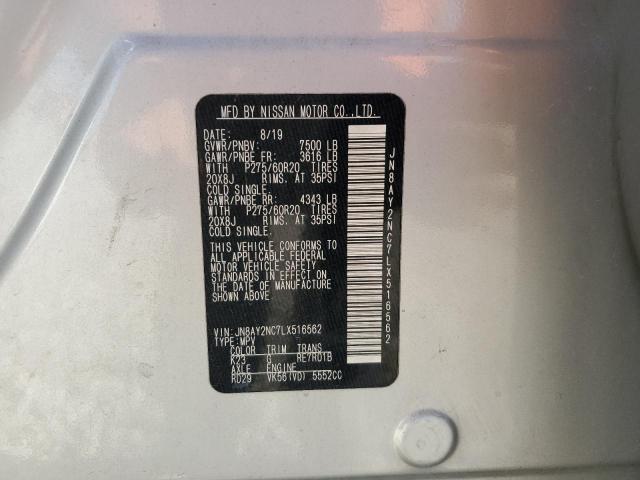 MFD BY NISSAN MOTOR CO.,LTD.
DATE: 8/19
GVWR/PNBV: 7500 LB
GAWR/PNBE FR: 3616 LB
WITH P275/60R20 TIRES
20X8J RIMS. AT 35PSI
COLD SINGLE.
GAWR/PNBE RR: 4343 LB
WITH P275/60R20 TIRES
20X8J RIMS. AT 35PSI
COLD SINGLE.
THIS VEHICLE CONFORMS TO
ALL APPLICABLE FEDERAL
MOTOR VEHICLE SAFETY
STANDARDS IN EFFECT ON
THE DATE OF MANUFACTURE
SHOWN ABOVE
VIN: JN8AY2NC7LX516562
TYPE: MPV
COLOR TRIM TRANS
K23 G RE7R01B
AXLE ENGINE
RD29 VK56(VD) 5552CC
JN8AY2NC7LX516562